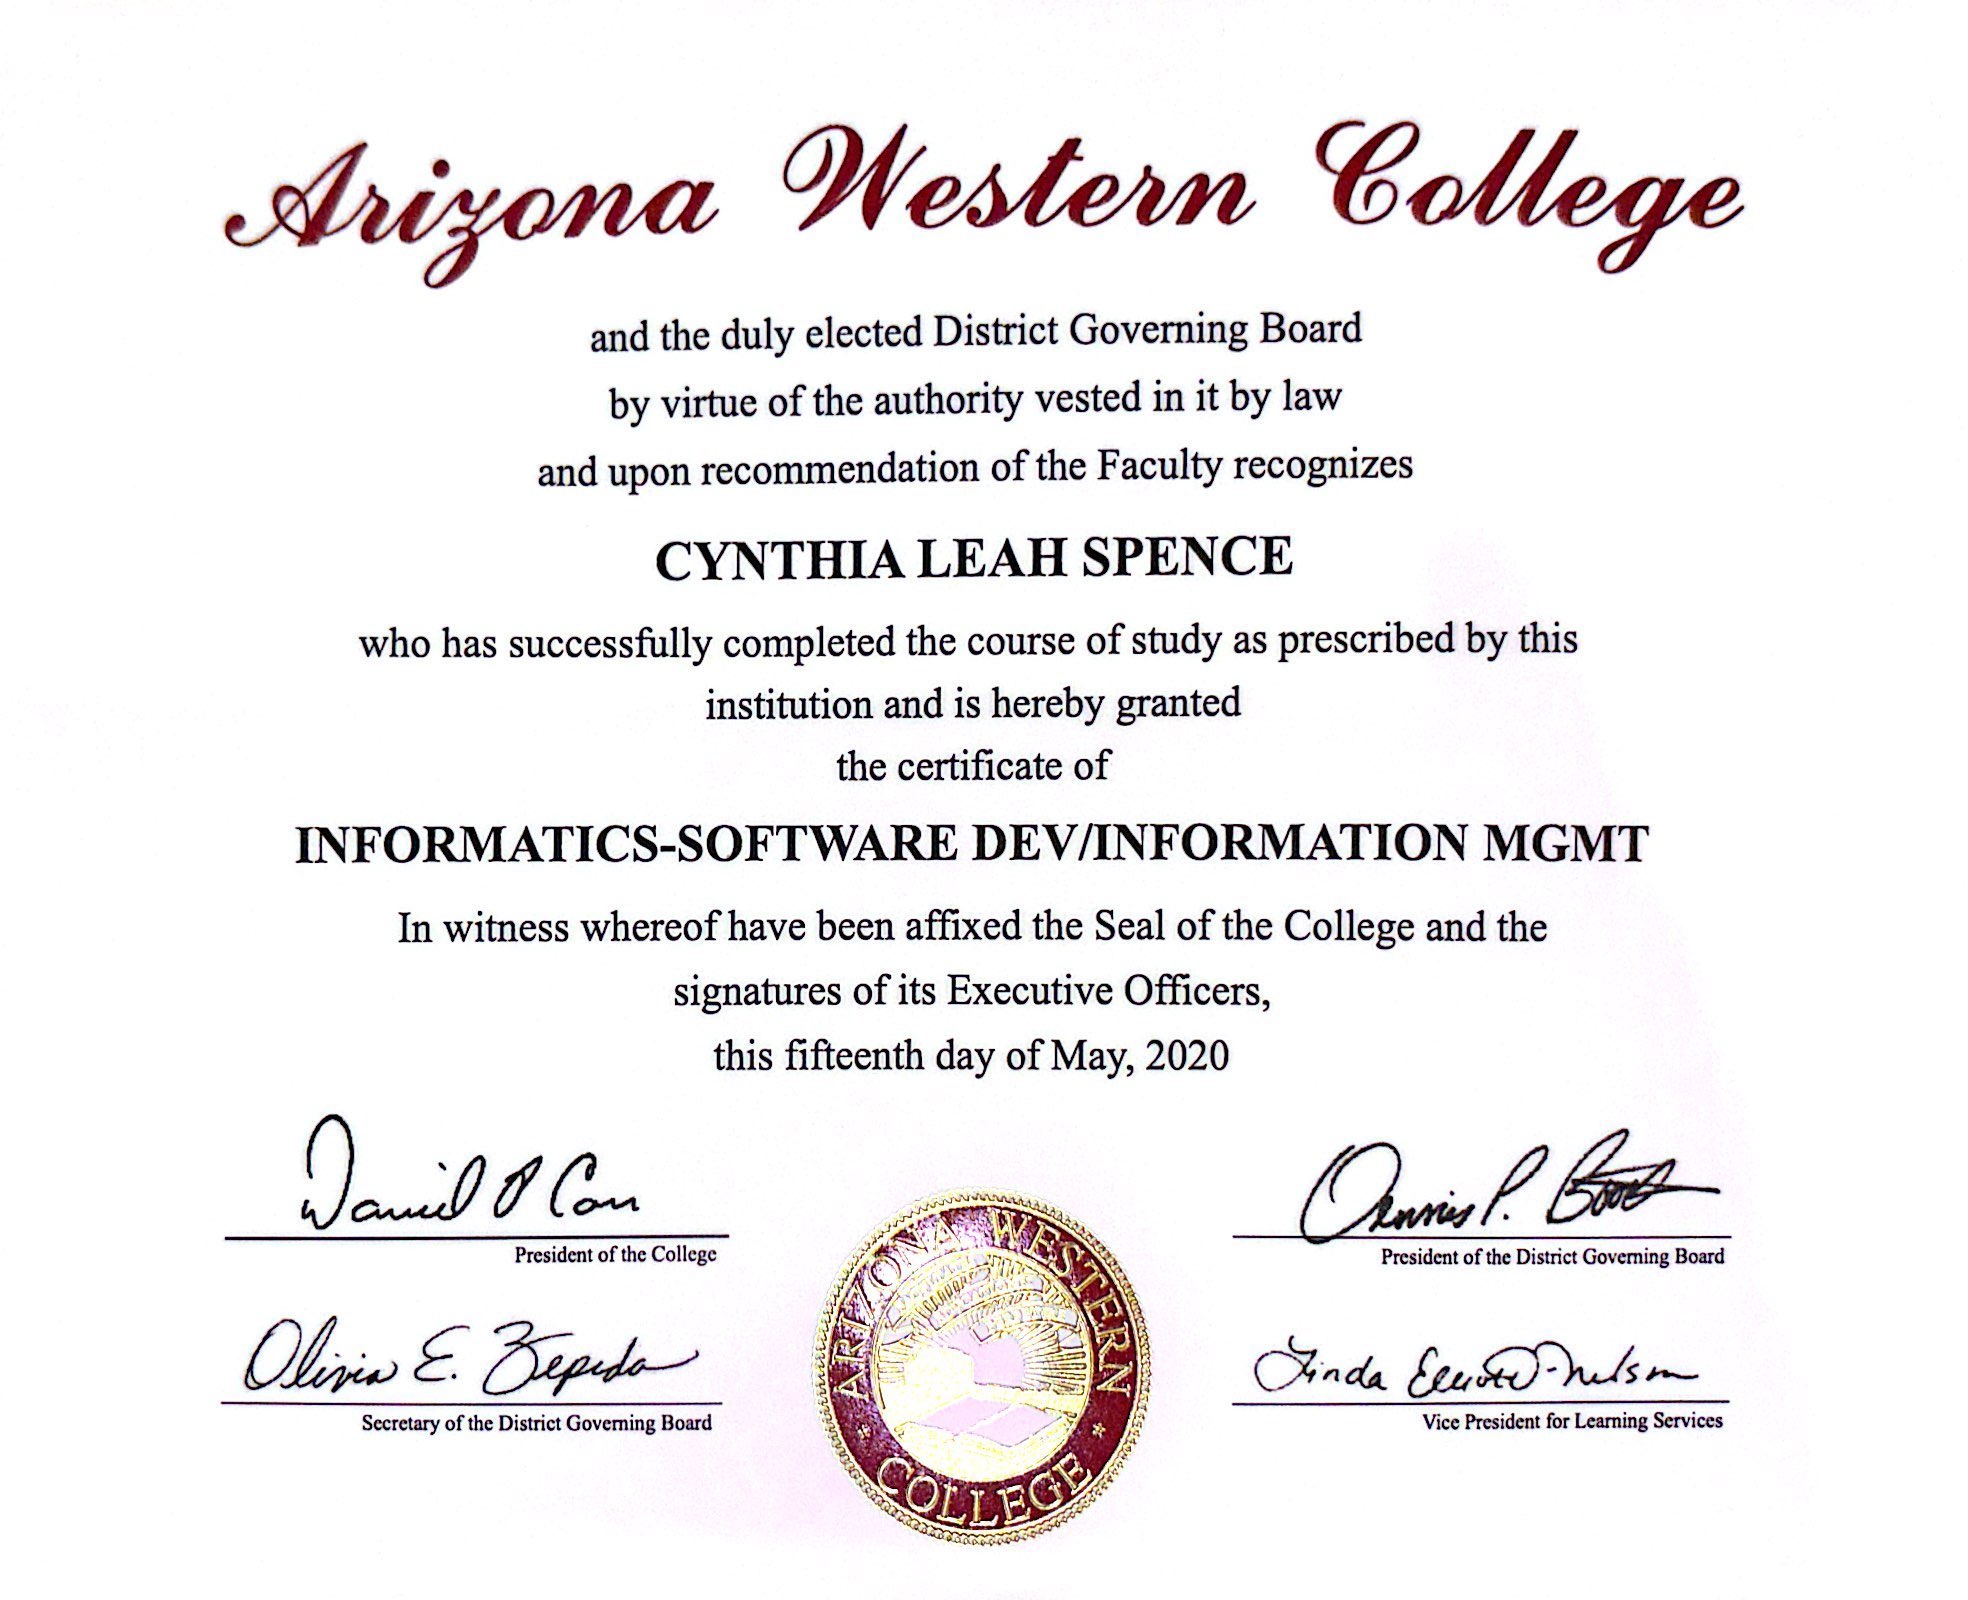 Arizona Western College
and the duly elected District Governing Board
by virtue of the authority vested in it by law
and upon recommendation of the Faculty recognizes
CYNTHIA LEAH SPENCE
who has successfully completed the course of study as prescribed by this
institution and is hereby granted
the certificate of
INFORMATICS-SOFTWARE DEV/INFORMATION MGMT
In witness whereof have been affixed the Seal of the College and the
signatures of its Executive Officers,
this fifteenth day of May, 2020
Daniel P Corr
President of the College
Dennis P. Booth
President of the District Governing Board
Olivia E. Zepeda
Secretary of the District Governing Board
Linda Elliott-Nelson
Vice President for Learning Services
ARIZONA WESTERN
COLLEGE